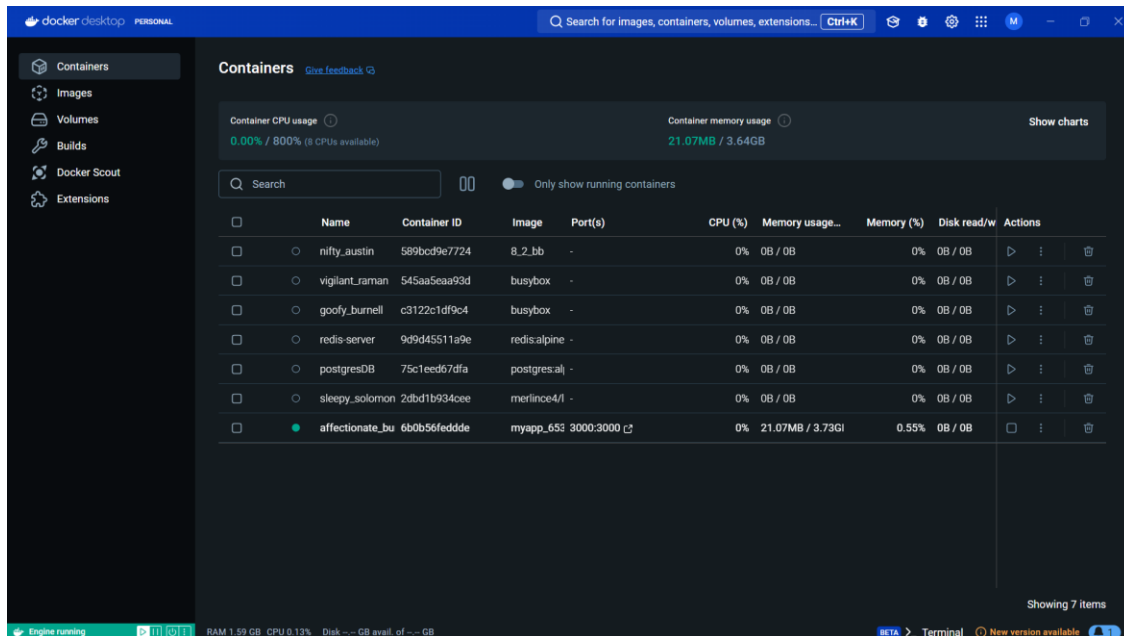 docker desktop PERSONAL
Search for images, containers, volumes, extensions... Ctrl+K
M
Containers
Images
Volumes
Builds
Docker Scout
Extensions
Containers Give feedback
Container CPU usage
0.00% / 800% (8 CPUs available)
Container memory usage
21.07MB / 3.64GB
Show charts
Search
Only show running containers
Name Container ID Image Port(s) CPU (%) Memory usage... Memory (%) Disk read/w Actions
nifty_austin 589bcd9e7724 8_2_bb - 0% 0B / 0B 0% 0B / 0B
vigilant_raman 545aa5eaa93d busybox - 0% 0B / 0B 0% 0B / 0B
goofy_burnell c3122c1df9c4 busybox - 0% 0B / 0B 0% 0B / 0B
redis-server 9d9d45511a9e redis:alpine - 0% 0B / 0B 0% 0B / 0B
postgresDB 75c1eed67dfa postgres:al - 0% 0B / 0B 0% 0B / 0B
sleepy_solomon 2dbd1b934cee merlince4/l - 0% 0B / 0B 0% 0B / 0B
affectionate_bu 6b0b56feddde myapp_653 3000:3000 0% 21.07MB / 3.73GI 0.55% 0B / 0B
Showing 7 items
Engine running
RAM 1.59 GB CPU 0.13% Disk --.-- GB avail. of --.-- GB
BETA Terminal New version available 1